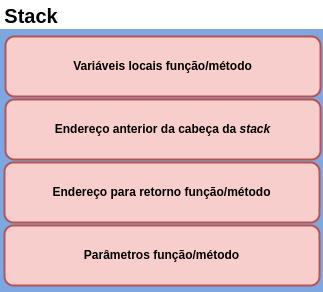 Stack
Variáveis locais função/método
Endereço anterior da cabeça da stack
Endereço para retorno função/método
Parâmetros função/método